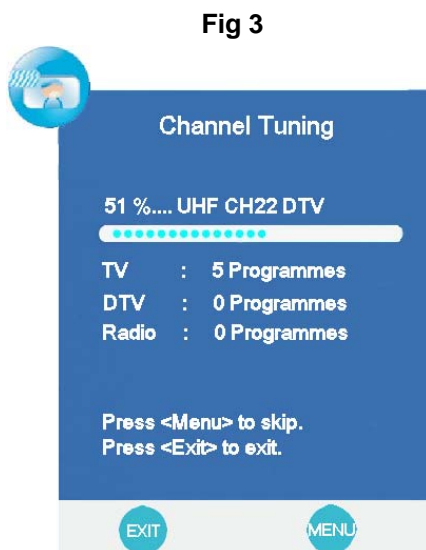 Fig 3
Channel Tuning
51 %.... UHF CH22 DTV
TV : 5 Programmes
DTV : 0 Programmes
Radio : 0 Programmes
Press <Menu> to skip.
Press <Exit> to exit.
EXIT MENU